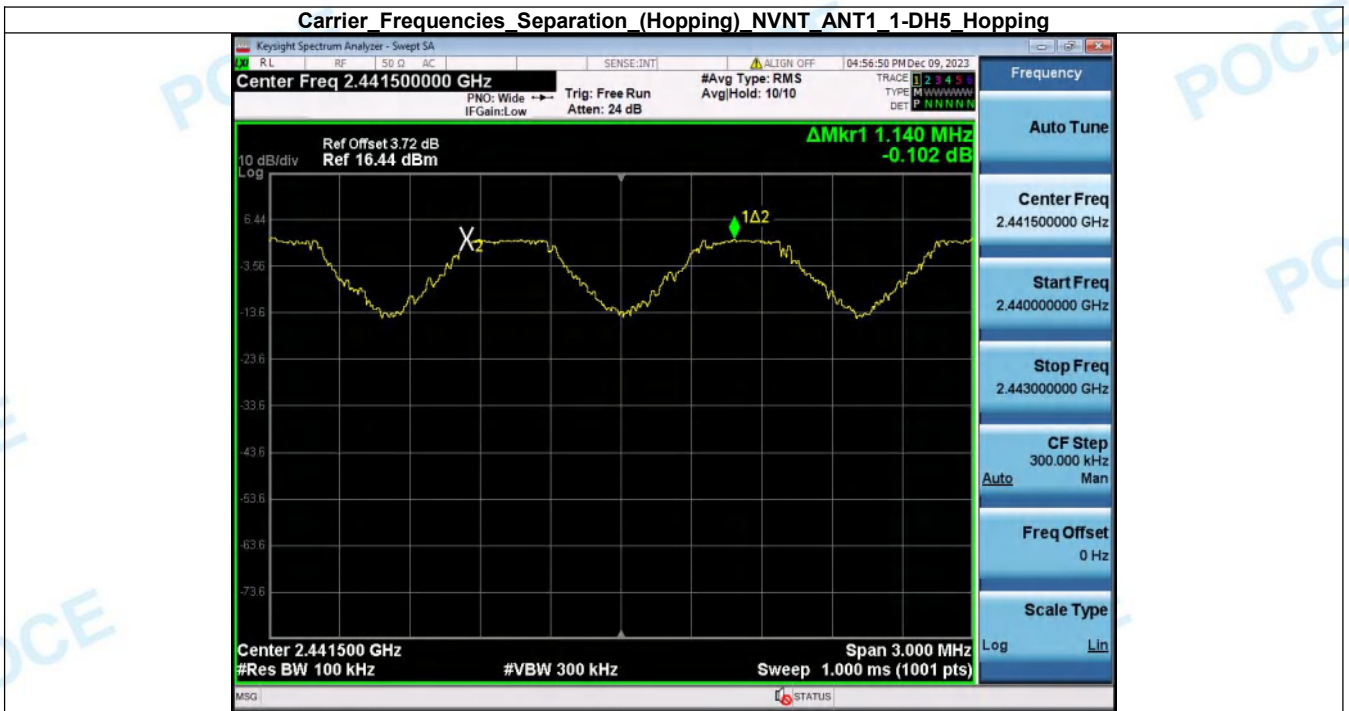 Carrier_Frequencies_Separation_(Hopping)_NVNT_ANT1_1-DH5_Hopping
Keysight Spectrum Analyzer - Swept SA
RL RF 50 Ω AC SENSE:INT ALIGN OFF 04:56:50 PM Dec 09, 2023
Center Freq 2.441500000 GHz
PNO: Wide
IFGain:Low
Trig: Free Run
Atten: 24 dB
#Avg Type: RMS
Avg|Hold: 10/10
TRACE 1 2 3 4 5 6
TYPE M WWWWW
DET P N N N N N
ΔMkr1 1.140 MHz
-0.102 dB
Ref Offset 3.72 dB
10 dB/div Ref 16.44 dBm
Log
6.44
-3.56
-13.6
-23.6
-33.6
-43.6
-53.6
-63.6
-73.6
X2
1Δ2
Center 2.441500 GHz Span 3.000 MHz
#Res BW 100 kHz #VBW 300 kHz Sweep 1.000 ms (1001 pts)
MSG STATUS
Frequency
Auto Tune
Center Freq
2.441500000 GHz
Start Freq
2.440000000 GHz
Stop Freq
2.443000000 GHz
CF Step
300.000 kHz
Auto Man
Freq Offset
0 Hz
Scale Type
Log Lin
POCE
POCE